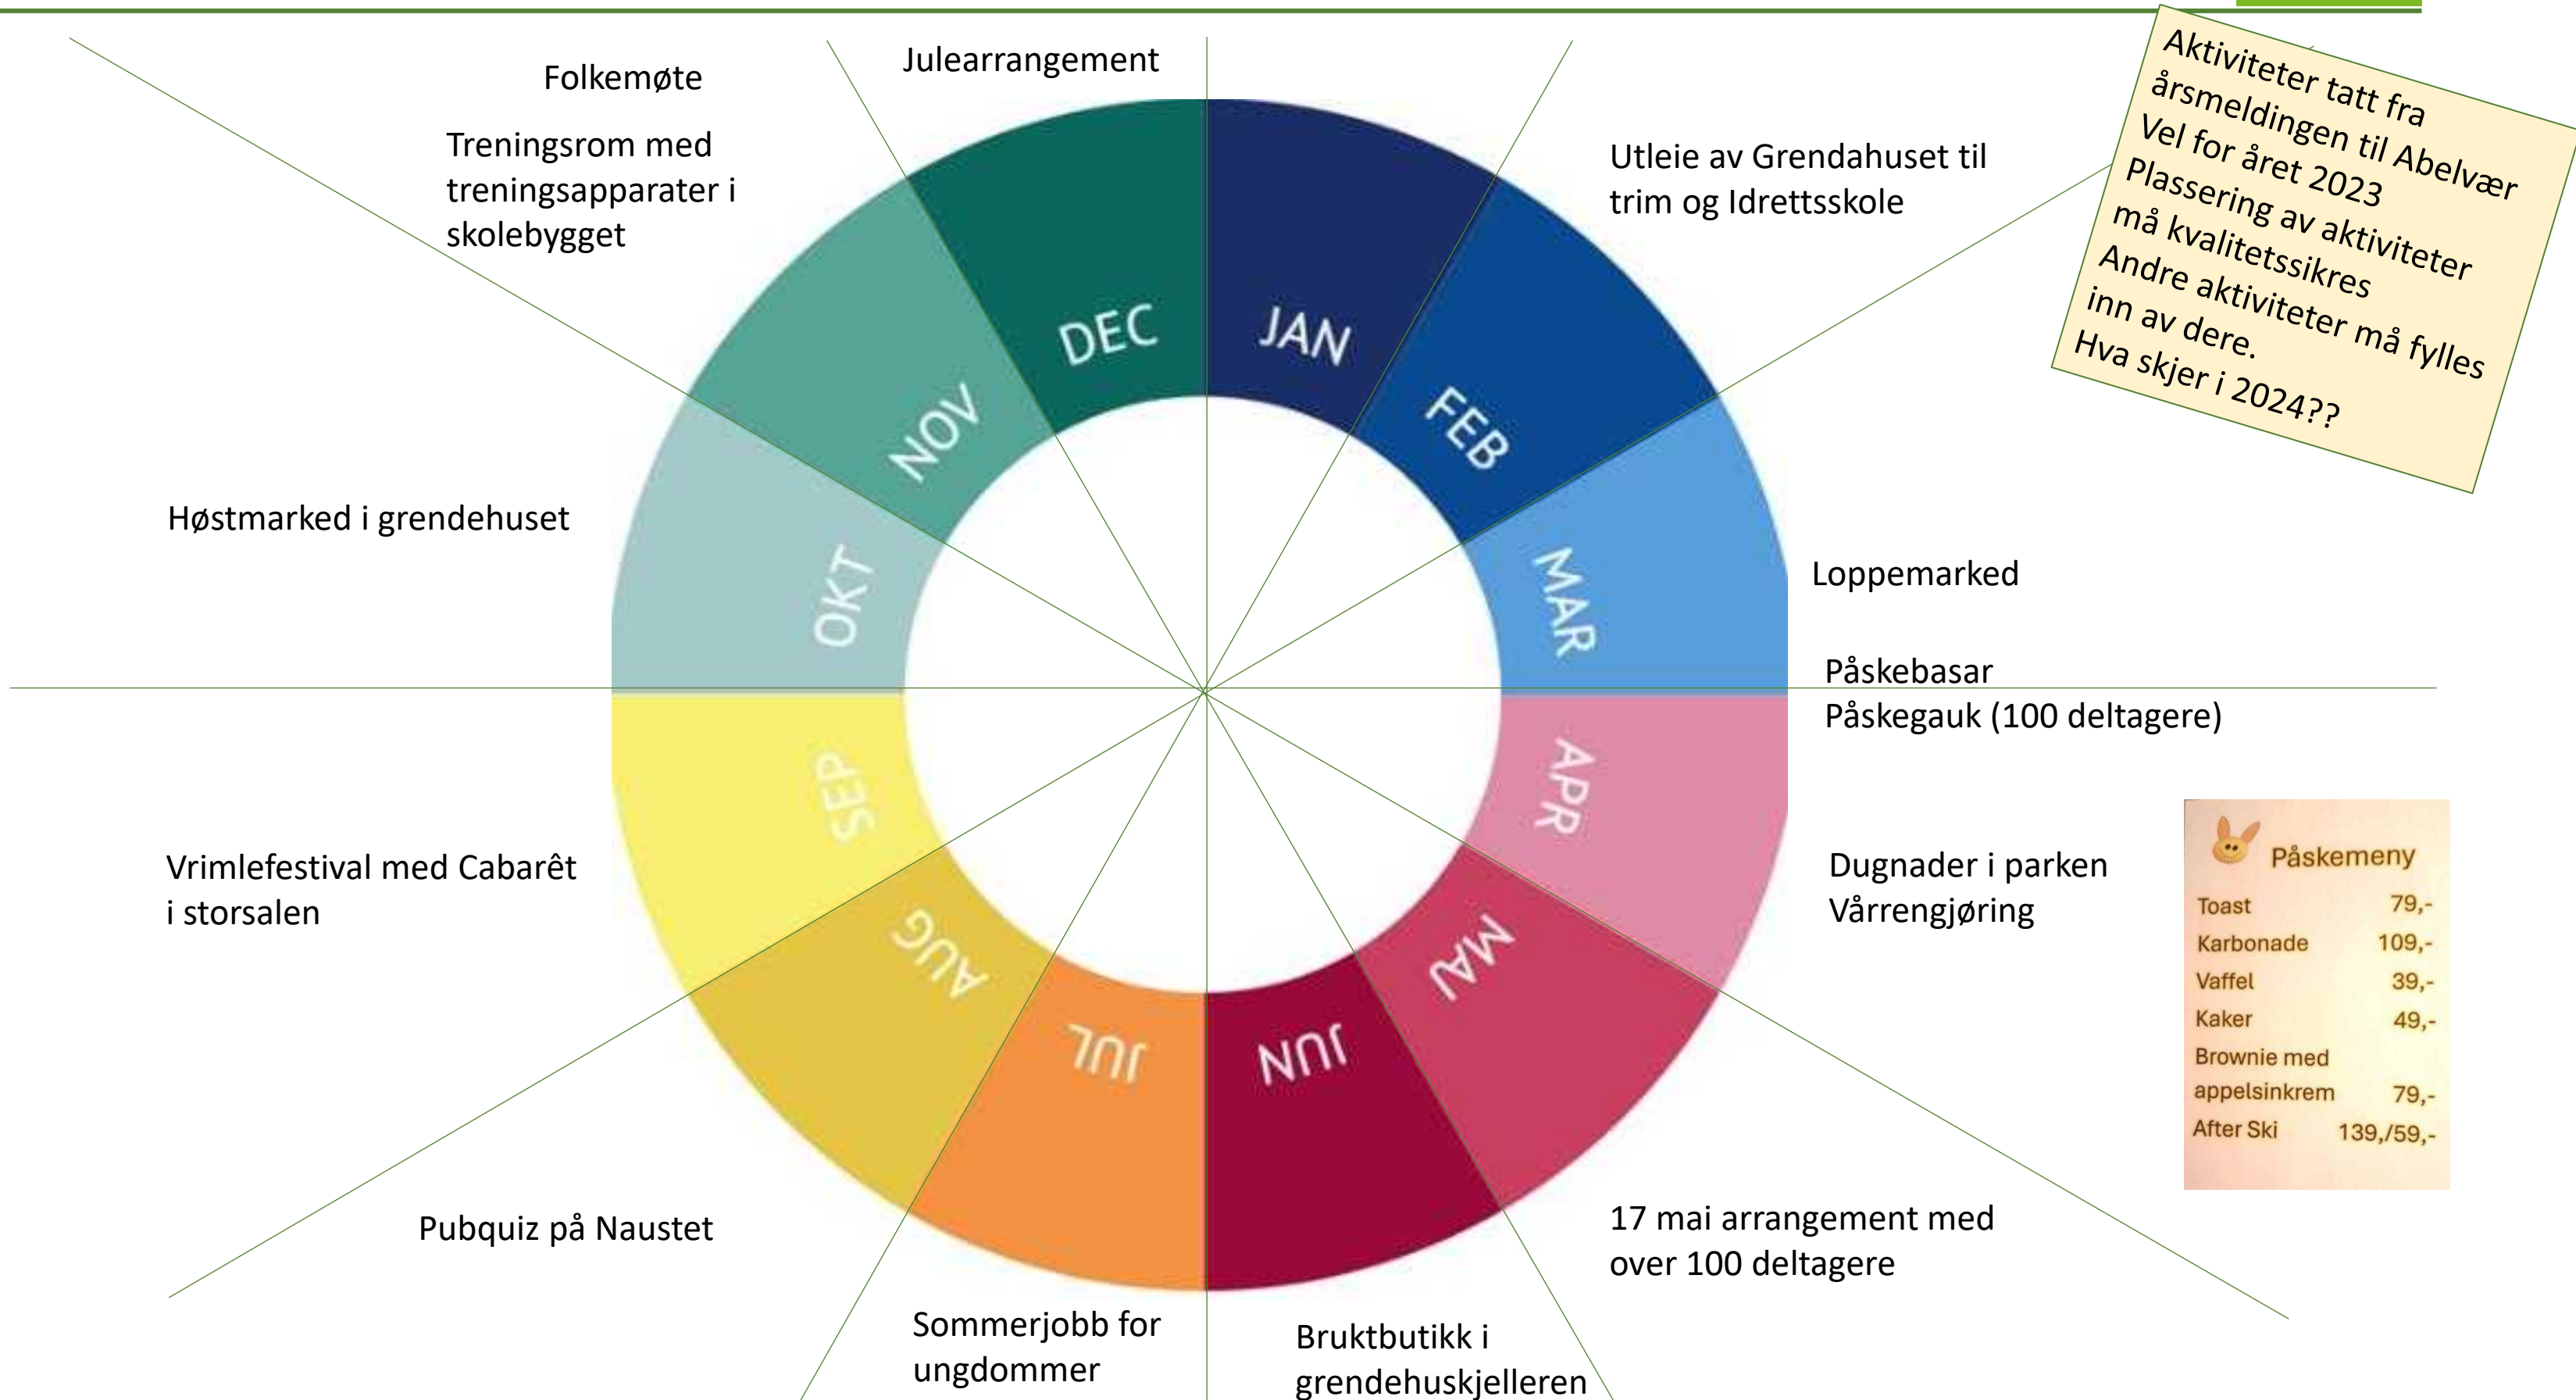 Julearrangement
Folkemøte
Treningsrom med
treningsapparater i
skolebygget
Utleie av Grendahuset til
trim og Idrettsskole
Aktiviteter tatt fra
årsmeldingen til Abelvær
Vel for året 2023
Plassering av aktiviteter
må kvalitetssikres
Andre aktiviteter må fylles
inn av dere.
Hva skjer i 2024??
DEC
JAN
NOV
FEB
Høstmarked i grendehuset
OKT
MAR
Loppemarked
Påskebasar
Påskegauk (100 deltagere)
SEP
APR
Vrimlefestival med Cabarêt
i storsalen
Dugnader i parken
Vårrengjøring
Påskemeny
Toast 79,-
Karbonade 109,-
Vaffel 39,-
Kaker 49,-
Brownie med
appelsinkrem 79,-
After Ski 139,/59,-
AUG
MAJ
JUL
JUN
Pubquiz på Naustet
17 mai arrangement med
over 100 deltagere
Sommerjobb for
ungdommer
Bruktbutikk i
grendehuskjelleren